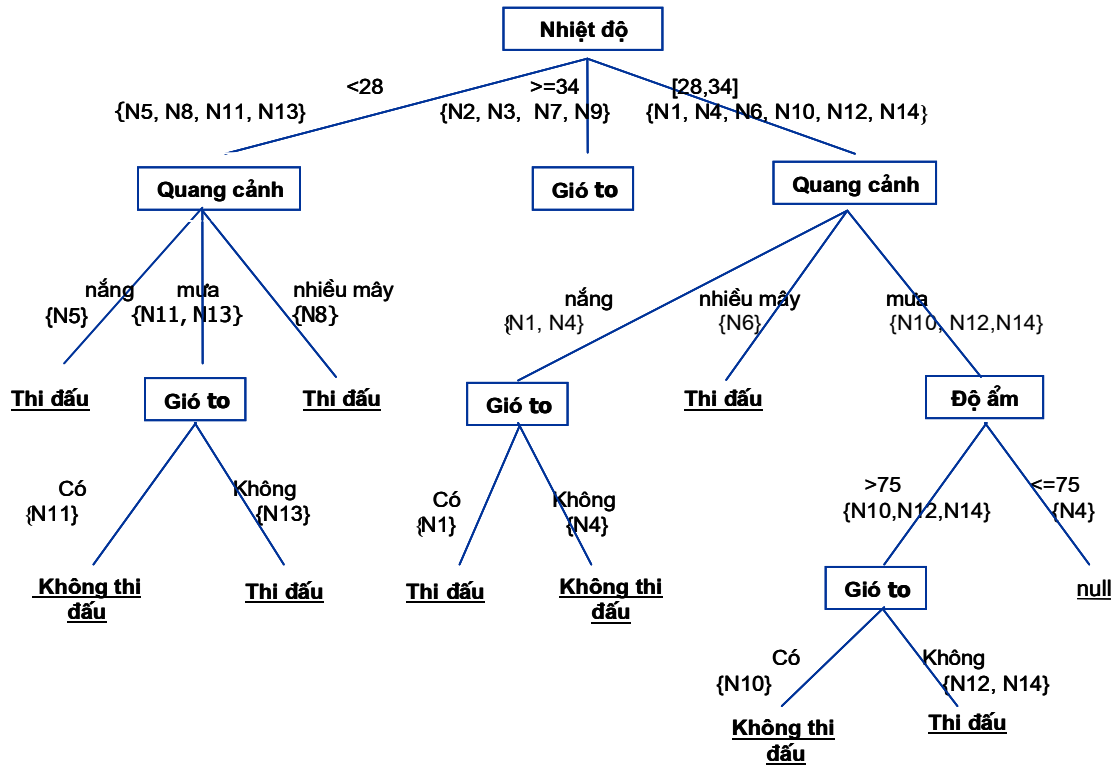 Nhiệt độ
<28
>=34
[28,34]
{N5, N8, N11, N13}
{N2, N3, N7, N9}
{N1, N4, N6, N10, N12, N14}
Quang cảnh
Gió to
Quang cảnh
nắng
mưa
nhiều mây
{N5}
{N11, N13}
{N8}
nắng
nhiều mây
mưa
{N1, N4}
{N6}
{N10, N12,N14}
Thi đấu
Gió to
Thi đấu
Gió to
Thi đấu
Độ ẩm
Có
Không
{N11}
{N13}
Có
Không
{N1}
{N4}
>75
<=75
{N10,N12,N14}
{N4}
Không thi
đấu
Thi đấu
Thi đấu
Không thi
đấu
Gió to
null
Có
Không
{N10}
{N12, N14}
Không thi
đấu
Thi đấu